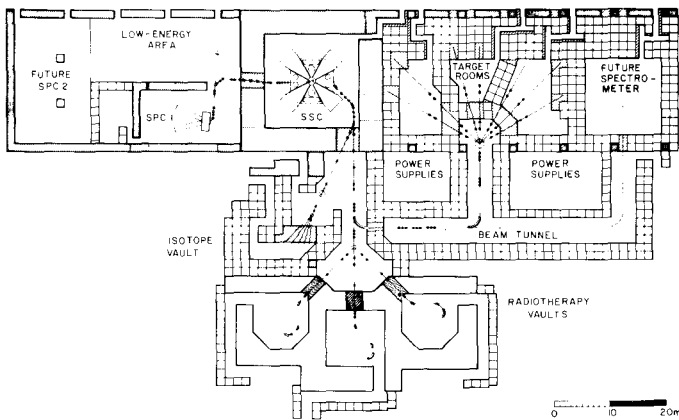 LOW-ENERGY
AREA
FUTURE
SPC 2
SPC 1
SSC
TARGET
ROOMS
FUTURE
SPECTRO-
METER
POWER
SUPPLIES
POWER
SUPPLIES
BEAM TUNNEL
ISOTOPE
VAULT
RADIOTHERAPY
VAULTS
0 10 20m